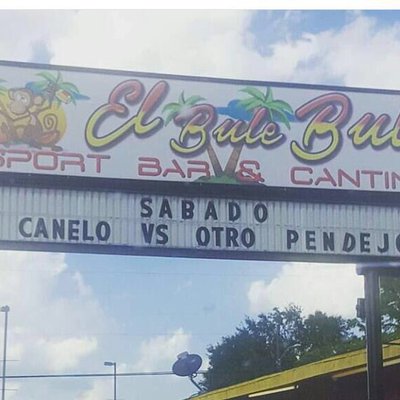 El Bule Bul
SPORT BAR & CANTIN
SABADO
CANELO VS OTRO PENDEJO